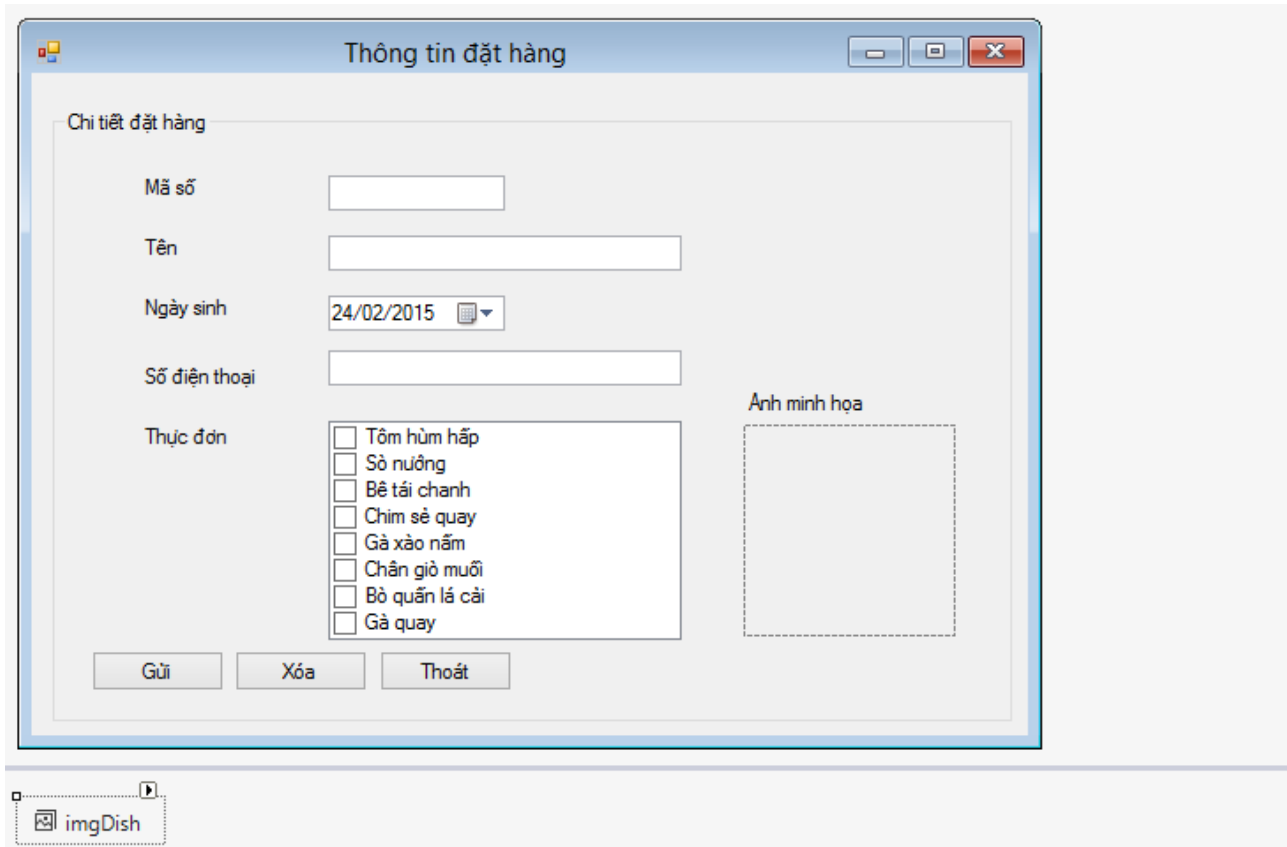 Thông tin đặt hàng
Chi tiết đặt hàng
Mã số
Tên
Ngày sinh
24/02/2015
Số điện thoại
Ảnh minh họa
Thực đơn
Tôm hùm hấp
Sò nướng
Bê tái chanh
Chim sẻ quay
Gà xào nấm
Chân giò muối
Bò quấn lá cải
Gà quay
Gửi
Xóa
Thoát
imgDish